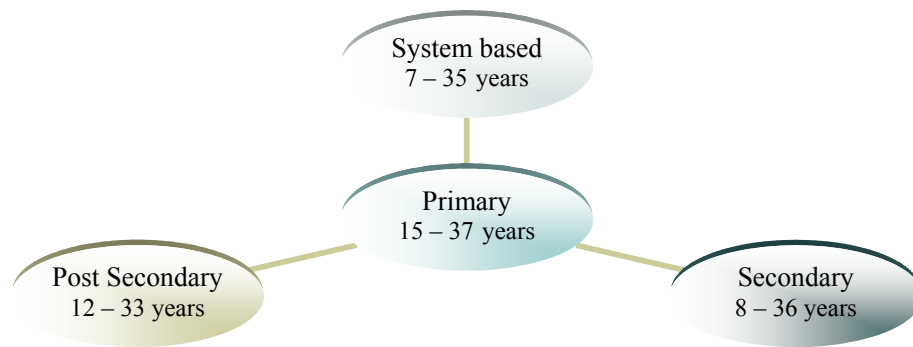 System based
7 – 35 years
Primary
15 – 37 years
Post Secondary
12 – 33 years
Secondary
8 – 36 years